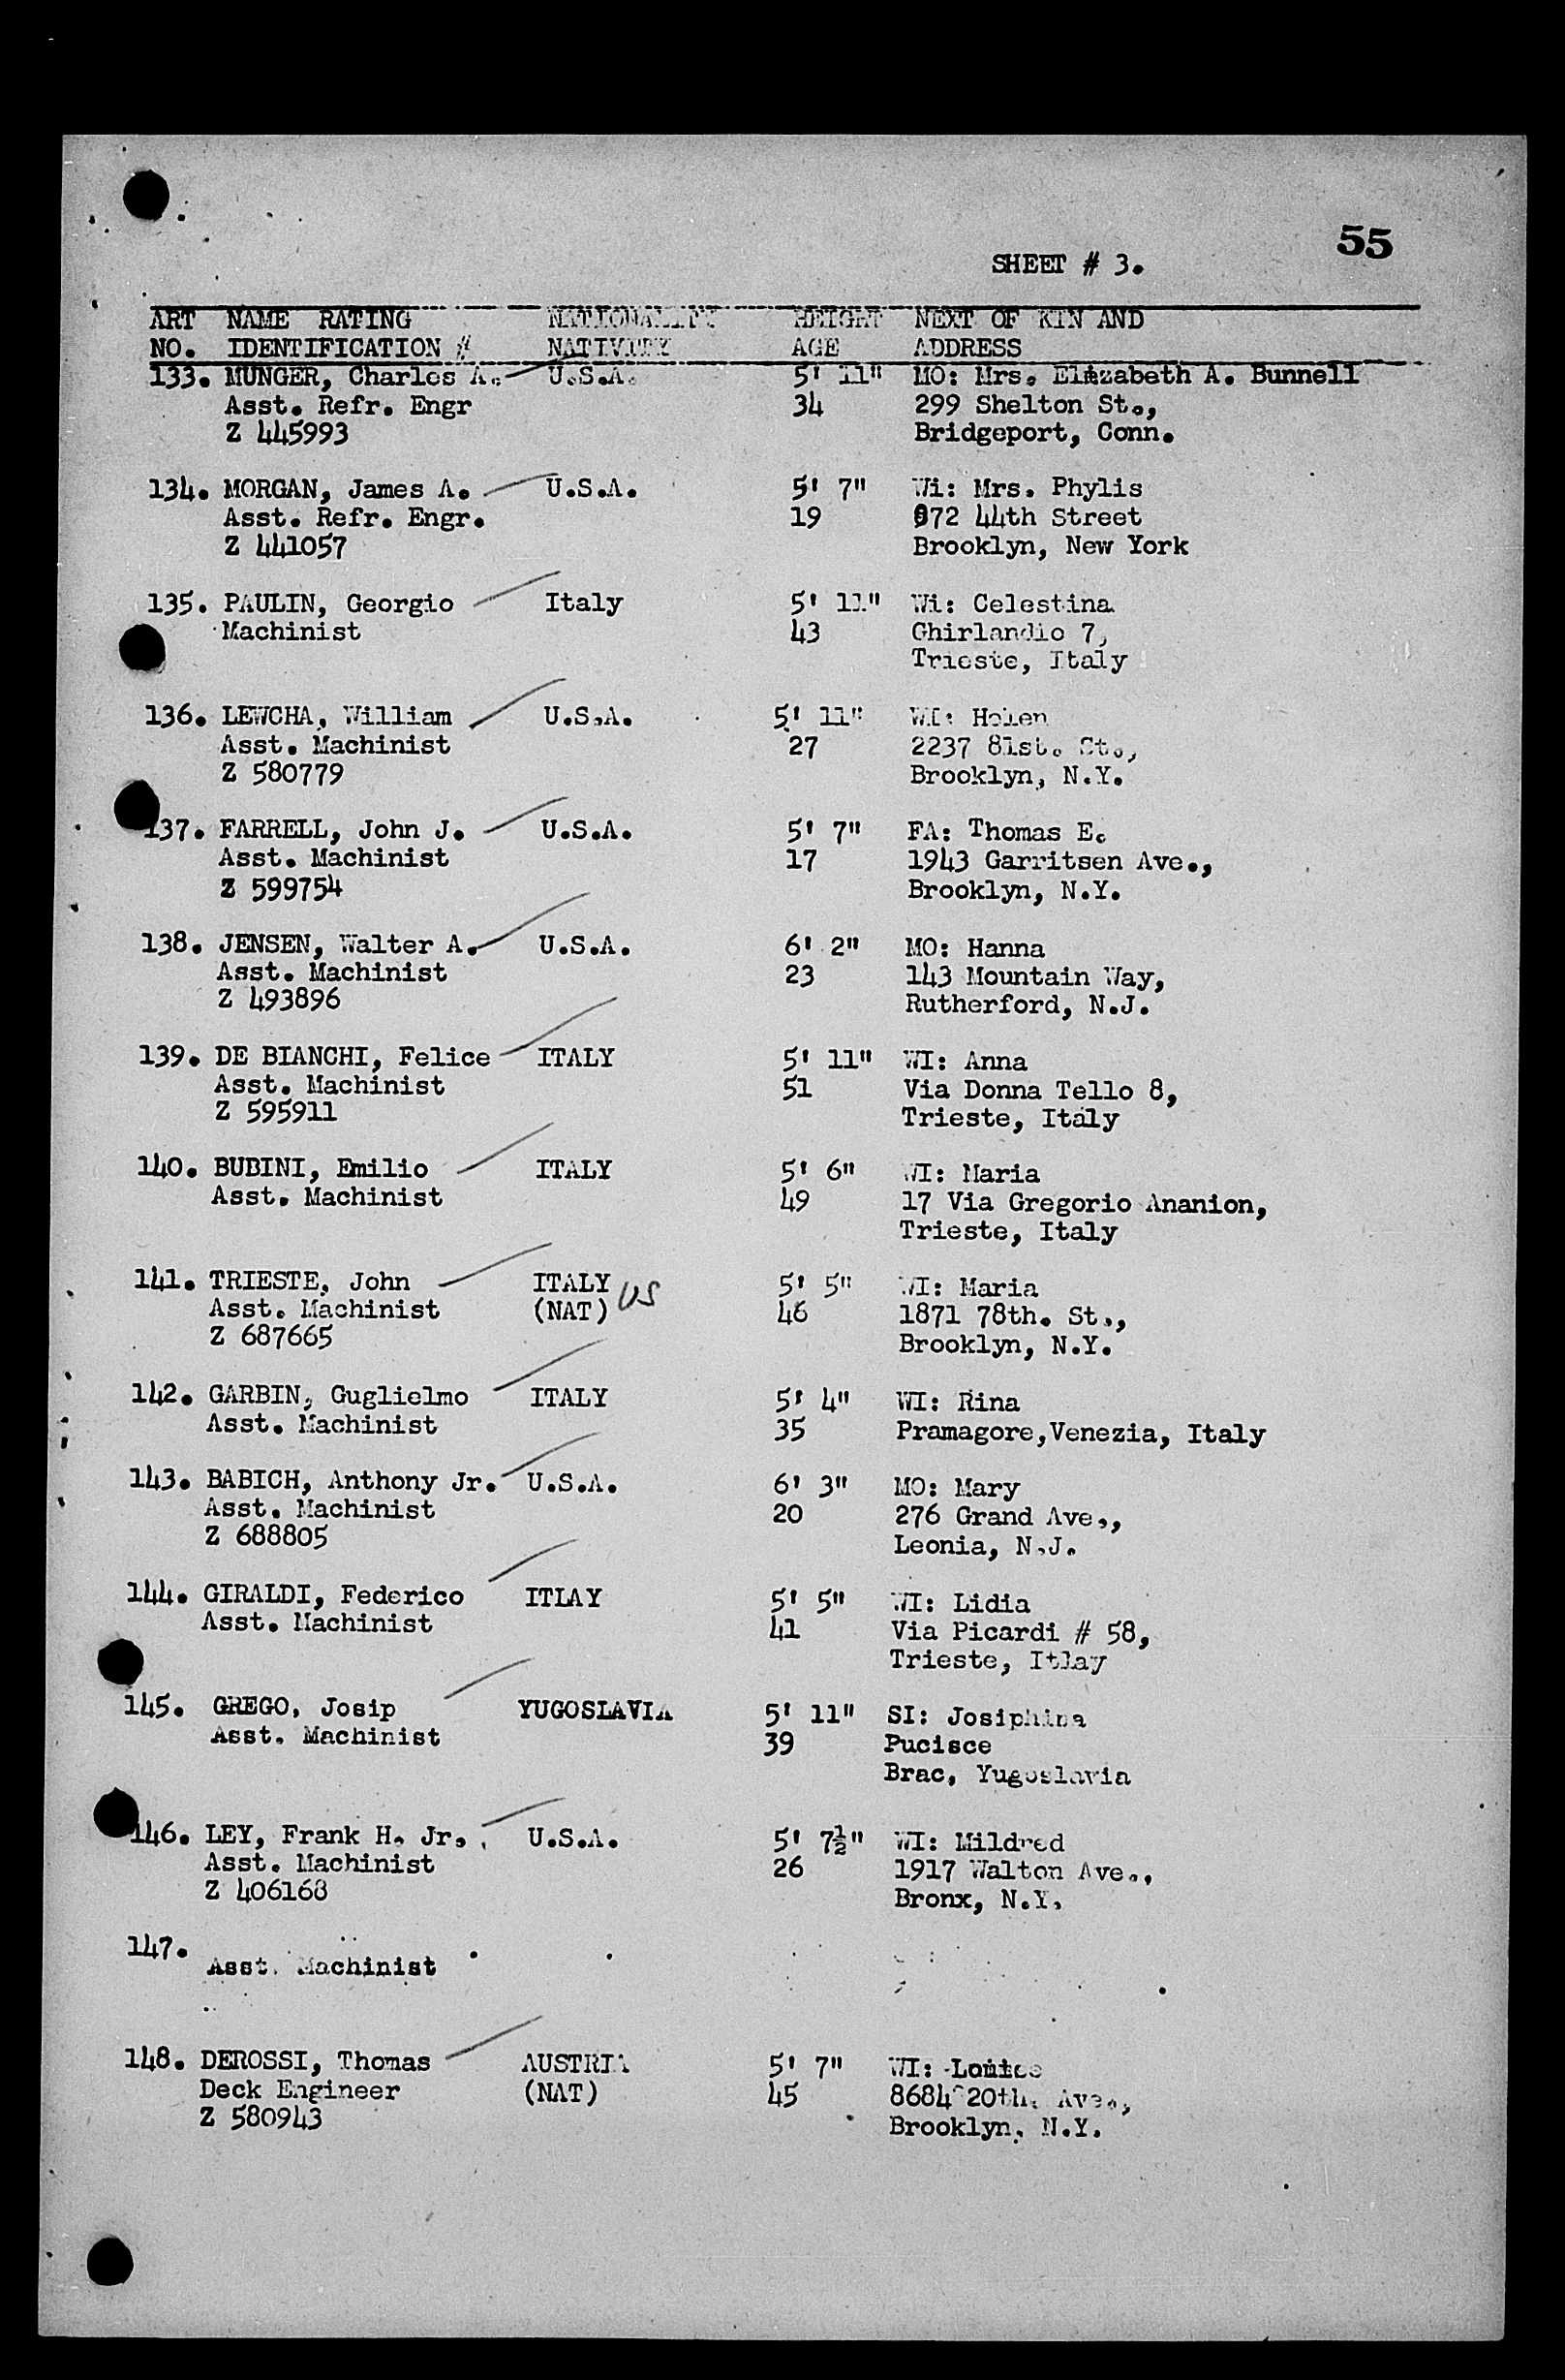 55
SHEET # 3.
ART NAME RATING NATIONALITY HEIGHT NEXT OF KIN AND
NO. IDENTIFICATION # NATIVITY AGE ADDRESS
133. MUNGER, Charles A. U.S.A. 5' 11" MO: Mrs. Elizabeth A. Bunnell
Asst. Refr. Engr 34 299 Shelton St.,
Z 445993 Bridgeport, Conn.
134. MORGAN, James A. U.S.A. 5' 7" Wi: Mrs. Phylis
Asst. Refr. Engr. 19 872 44th Street
Z 441057 Brooklyn, New York
135. PAULIN, Georgio Italy 5' 11" Wi: Celestina
Machinist 43 Ghirlandio 7,
Trieste, Italy
136. LEWCHA, William U.S.A. 5' 11" WI: Helen
Asst. Machinist 27 2237 81st. St.,
Z 580779 Brooklyn, N.Y.
137. FARRELL, John J. U.S.A. 5' 7" FA: Thomas E.
Asst. Machinist 17 1943 Garritsen Ave.,
Z 599754 Brooklyn, N.Y.
138. JENSEN, Walter A. U.S.A. 6' 2" MO: Hanna
Asst. Machinist 23 143 Mountain Way,
Z 493896 Rutherford, N.J.
139. DE BIANCHI, Felice ITALY 5' 11" WI: Anna
Asst. Machinist 51 Via Donna Tello 8,
Z 595911 Trieste, Italy
140. BUBINI, Emilio ITALY 5' 6" WI: Maria
Asst. Machinist 49 17 Via Gregorio Ananion,
Trieste, Italy
141. TRIESTE, John ITALY 5' 5" WI: Maria
Asst. Machinist (NAT) US 46 1871 78th. St.,
Z 687665 Brooklyn, N.Y.
142. GARBIN, Guglielmo ITALY 5' 4" WI: Rina
Asst. Machinist 35 Pramagore,Venezia, Italy
143. BABICH, Anthony Jr. U.S.A. 6' 3" MO: Mary
Asst. Machinist 20 276 Grand Ave.,
Z 688805 Leonia, N.J.
144. GIRALDI, Federico ITLAY 5' 5" WI: Lidia
Asst. Machinist 41 Via Picardi # 58,
Trieste, Itlay
145. GREGO, Josip YUGOSLAVIA 5' 11" SI: Josiphina
Asst. Machinist 39 Pucisce
Brac, Yugoslavia
146. LEY, Frank H. Jr. U.S.A. 5' 7½" WI: Mildred
Asst. Machinist 26 1917 Walton Ave.,
Z 406168 Bronx, N.Y.
147.
Asst. Machinist
148. DEROSSI, Thomas AUSTRIA 5' 7" WI:
Deck Engineer (NAT) 45 8684 20th. Ave.,
Z 580943 Brooklyn, N.Y.